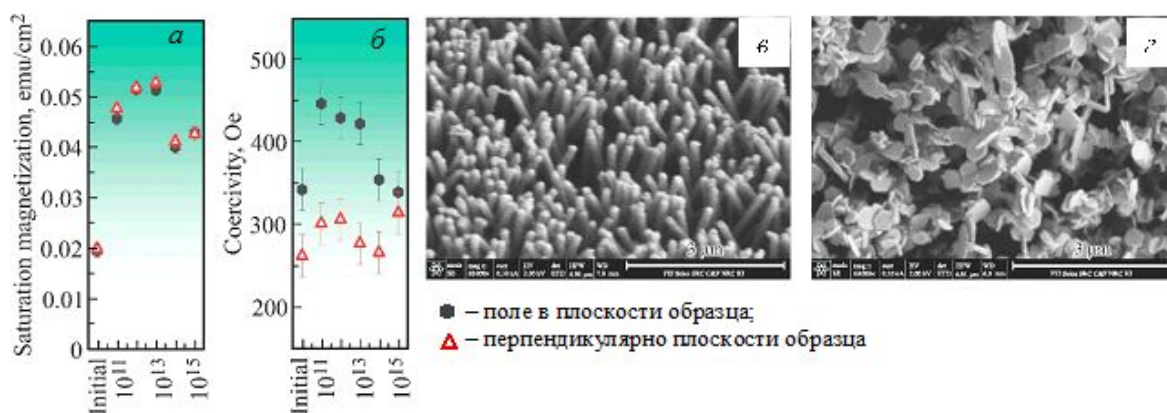 Saturation magnetization, emu/cm²
0.06
0.05
0.04
0.03
0.02
0.01
0
Initial
10¹¹
10¹³
10¹⁵
а
Coercivity, Oe
500
400
300
200
Initial
10¹¹
10¹³
10¹⁵
б
в
5 µm
г
3 µm
– поле в плоскости образца;
– перпендикулярно плоскости образца